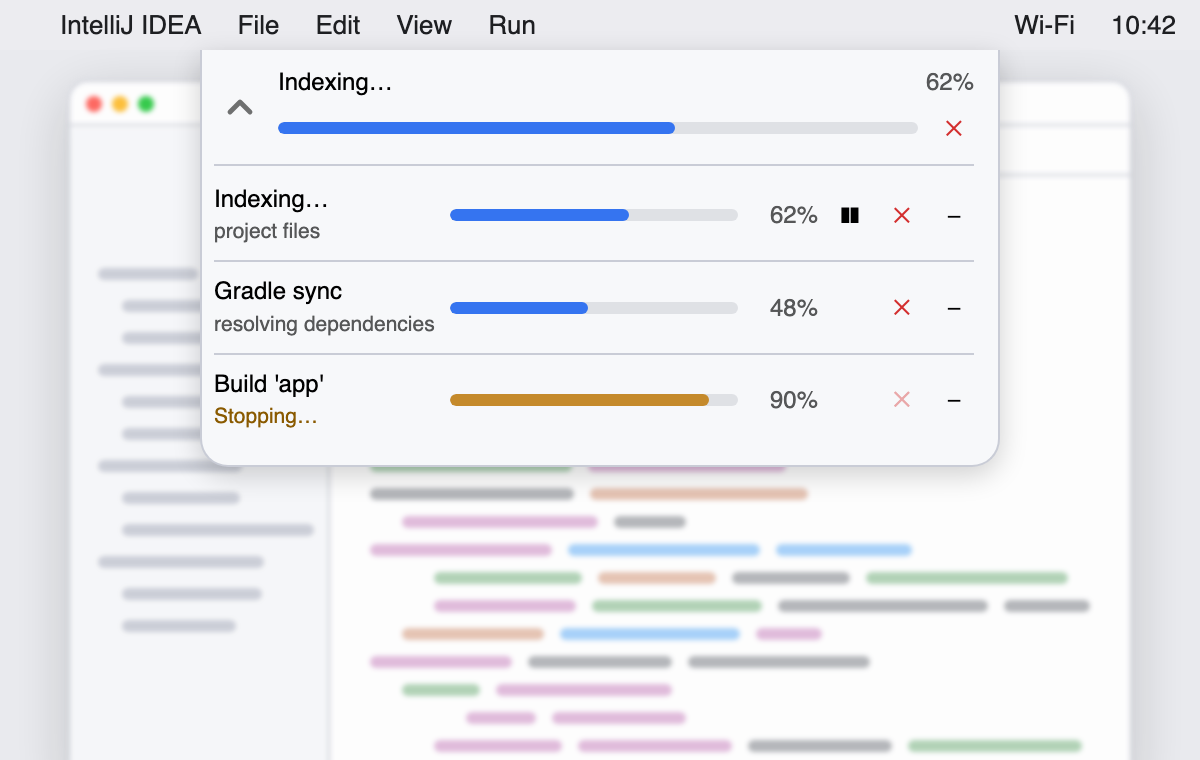 IntelliJ IDEA File Edit View Run Wi-Fi 10:42
Indexing… 62%
Indexing… 62%
project files
Gradle sync 48%
resolving dependencies
Build 'app' 90%
Stopping…